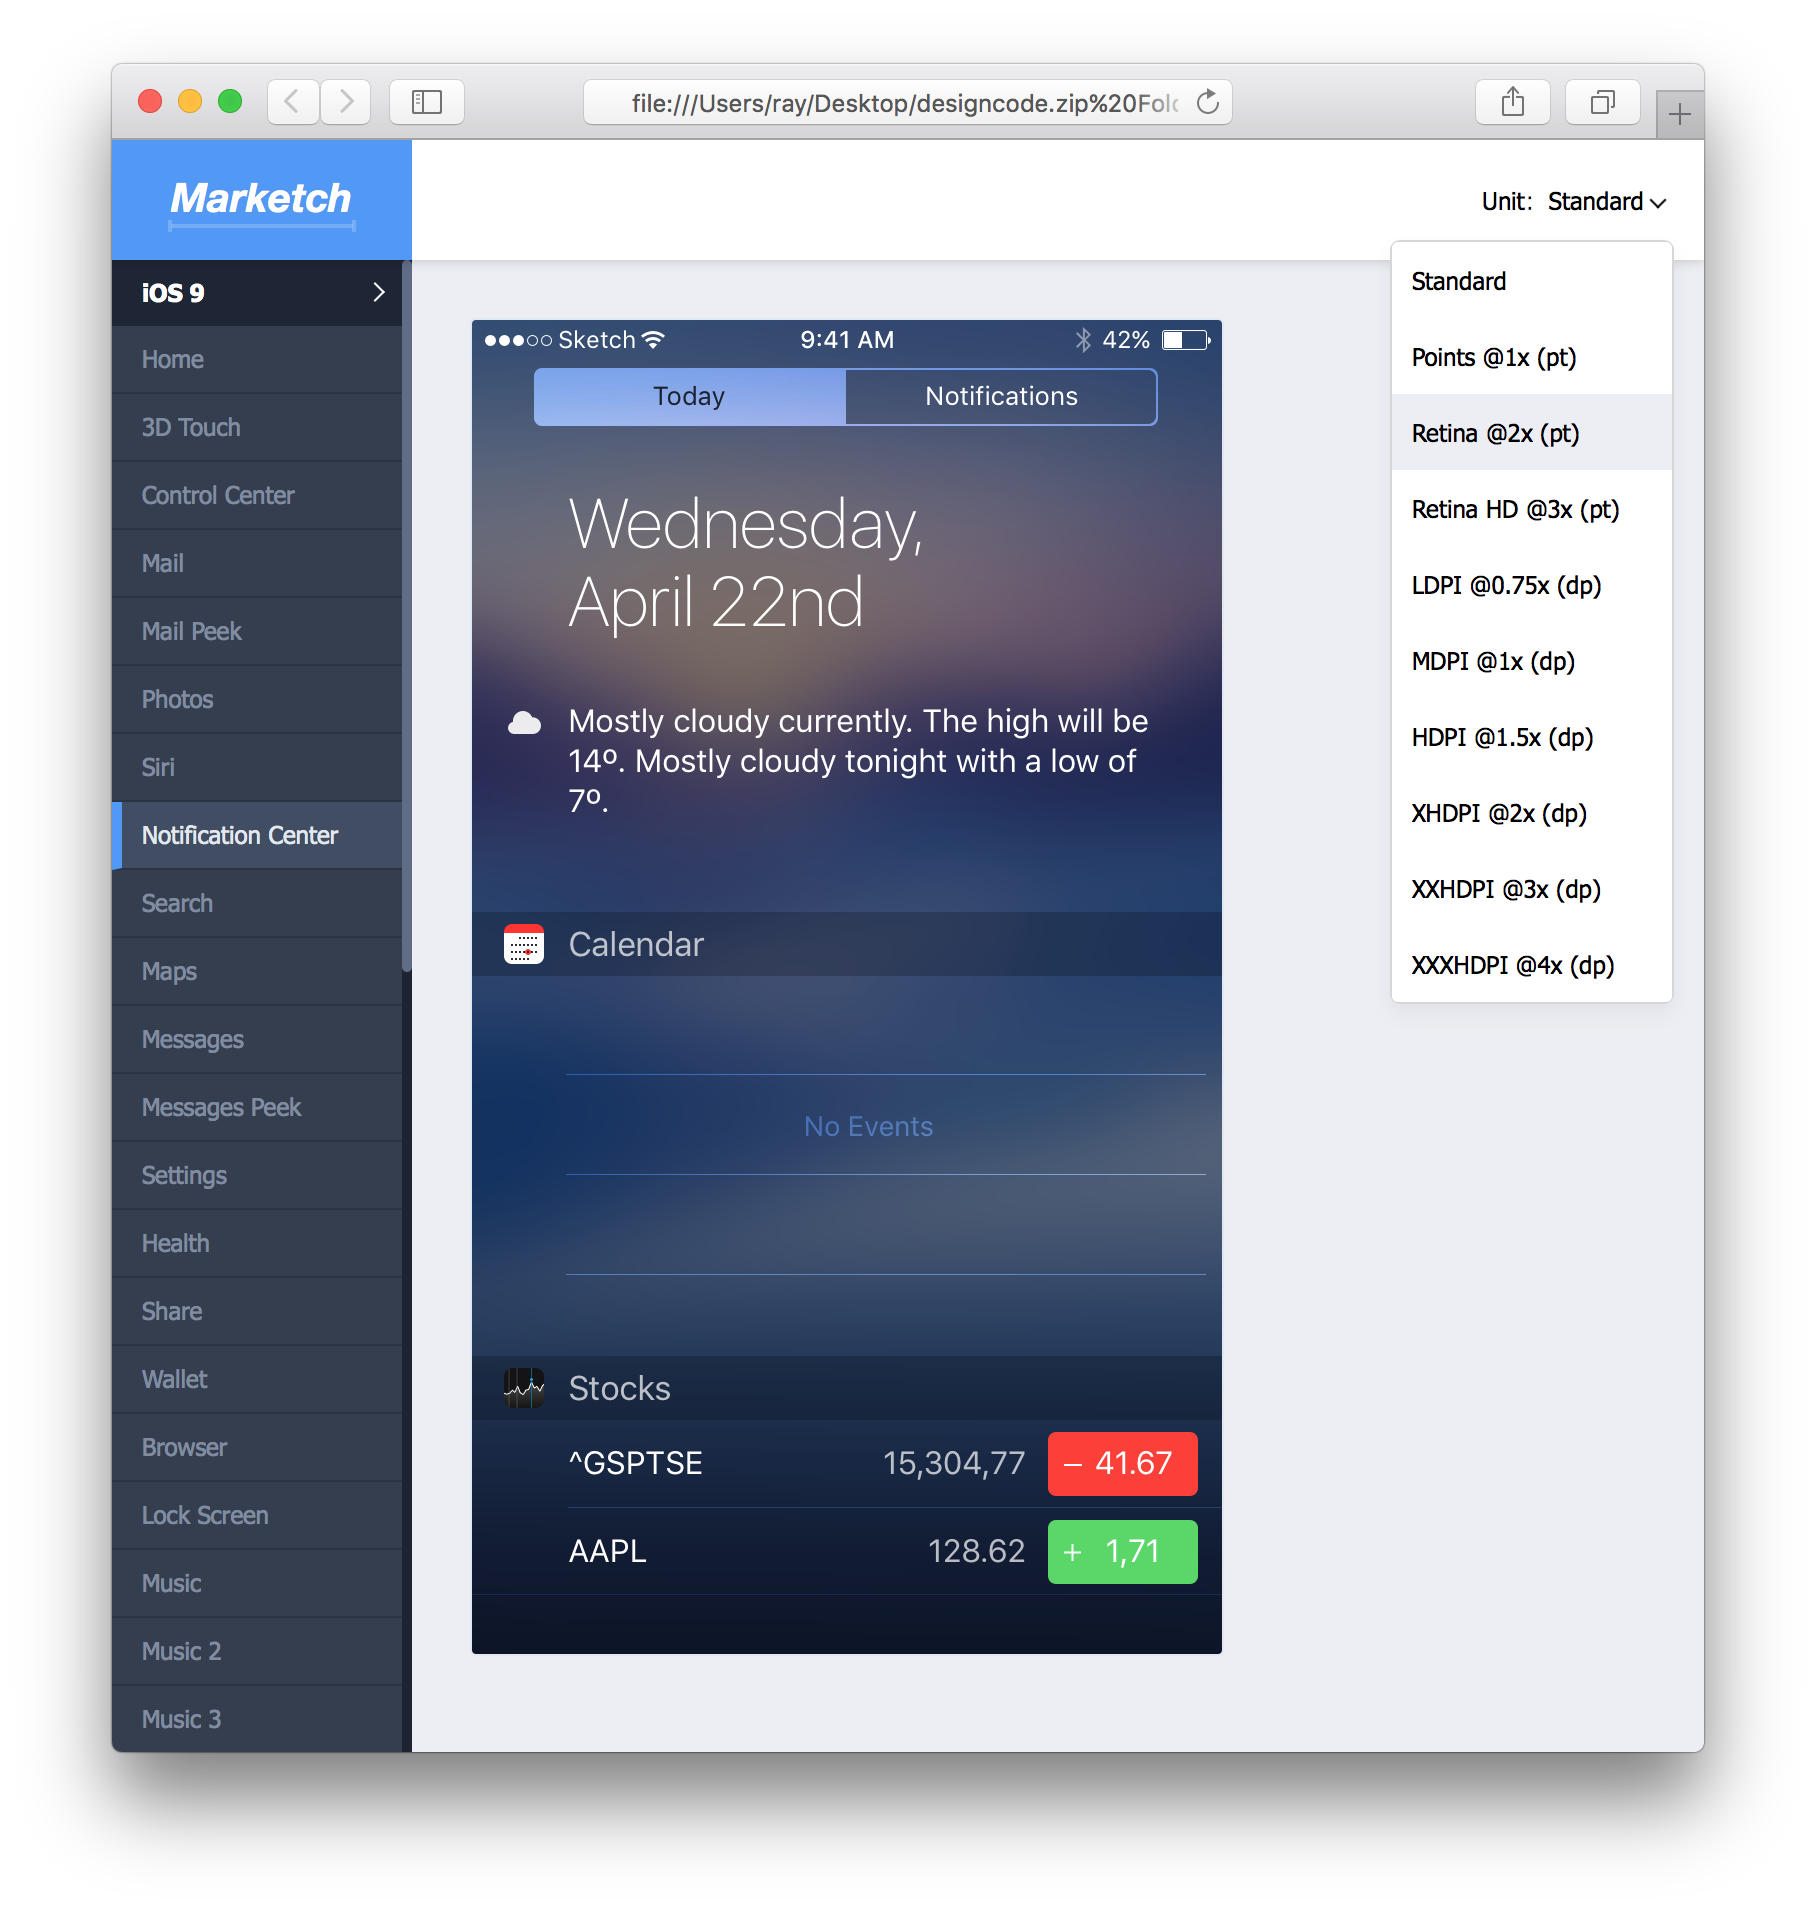 file:///Users/ray/Desktop/designcode.zip%20Fol
Marketch
Unit: Standard
iOS 9
Home
3D Touch
Control Center
Mail
Mail Peek
Photos
Siri
Notification Center
Search
Maps
Messages
Messages Peek
Settings
Health
Share
Wallet
Browser
Lock Screen
Music
Music 2
Music 3
Sketch 9:41 AM 42%
Today Notifications
Wednesday,
April 22nd
Mostly cloudy currently. The high will be
14º. Mostly cloudy tonight with a low of
7º.
Calendar
No Events
Stocks
^GSPTSE 15,304,77 – 41.67
AAPL 128.62 + 1,71
Standard
Points @1x (pt)
Retina @2x (pt)
Retina HD @3x (pt)
LDPI @0.75x (dp)
MDPI @1x (dp)
HDPI @1.5x (dp)
XHDPI @2x (dp)
XXHDPI @3x (dp)
XXXHDPI @4x (dp)